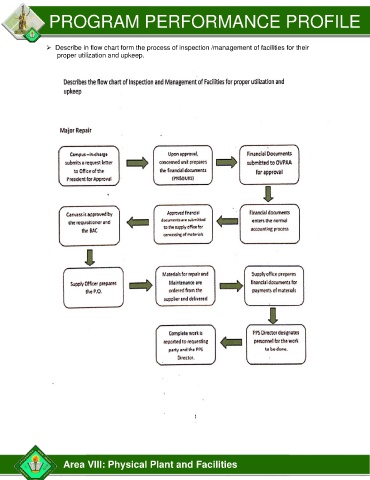 PROGRAM PERFORMANCE PROFILE
➢ Describe in flow chart form the process of inspection /management of facilities for their
proper utilization and upkeep.
Describes the flow chart of Inspection and Management of Facilities for proper utilization and
upkeep
Major Repair
Campus –in-charge
submits a request letter
to Office of the
President for Approval
Upon approval,
concerned unit prepares
the financial documents
Financial Documents
submitted to OVPAA
for approval
Financial documents
enters the normal
accounting process
Approved financial
documents are submitted
to the supply office for
canvassing of materials
Canvass is approved by
the requisitioner and
the BAC
Supply Officer prepares
the P.O.
Materials for repair and
Maintenance are
ordered from the
supplier and delivered
Supply office prepares
financial documents for
payments of materials
PPS Director designates
personnel for the work
to be done.
Complete work is
reported to requesting
party and the PPS
Director.
1
Area VIII: Physical Plant and Facilities